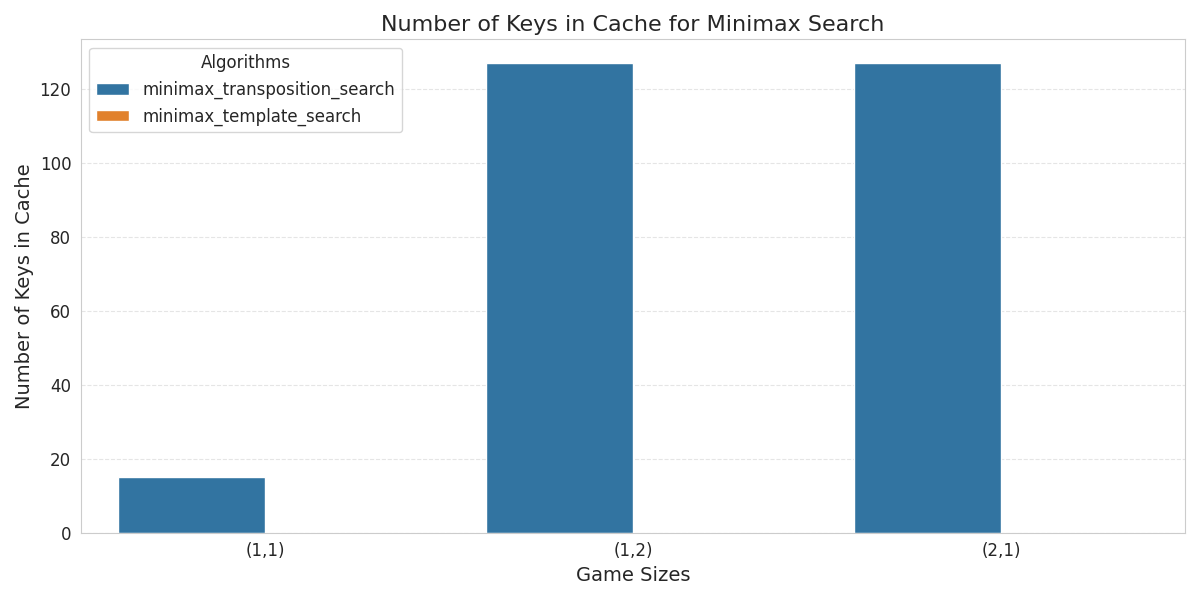 Number of Keys in Cache for Minimax Search
Algorithms
minimax_transposition_search
minimax_template_search
Number of Keys in Cache
120
100
80
60
40
20
0
(1,1)
(1,2)
(2,1)
Game Sizes